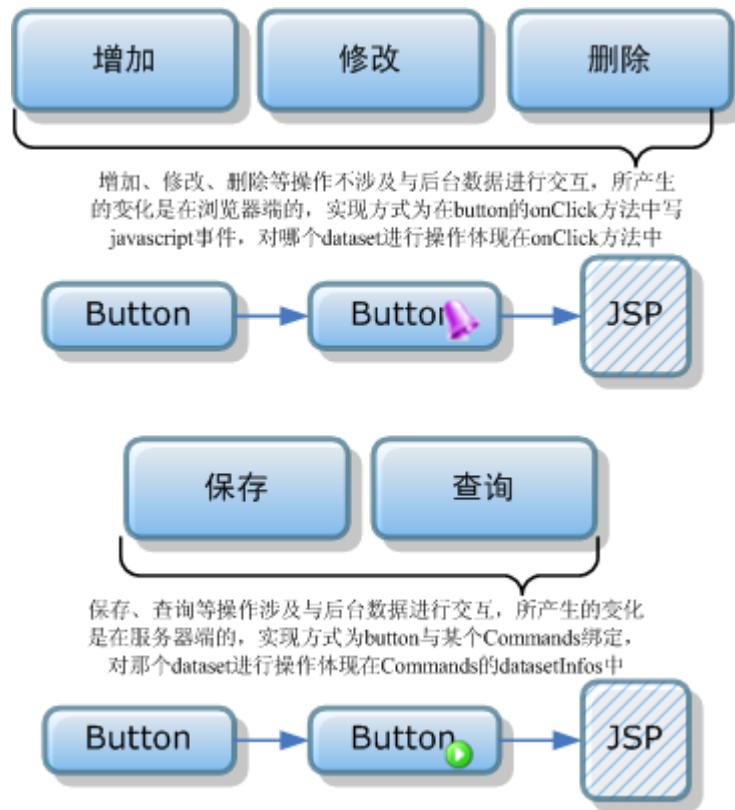 增加 修改 删除
增加、修改、删除等操作不涉及与后台数据进行交互，所产生
的变化是在浏览器端的，实现方式为在button的onClick方法中写
javascript事件，对哪个dataset进行操作体现在onClick方法中
Button Button JSP
保存 查询
保存、查询等操作涉及与后台数据进行交互，所产生的变化
是在服务器端的，实现方式为button与某个Commands绑定，
对那个dataset进行操作体现在Commands的datasetInfos中
Button Button JSP